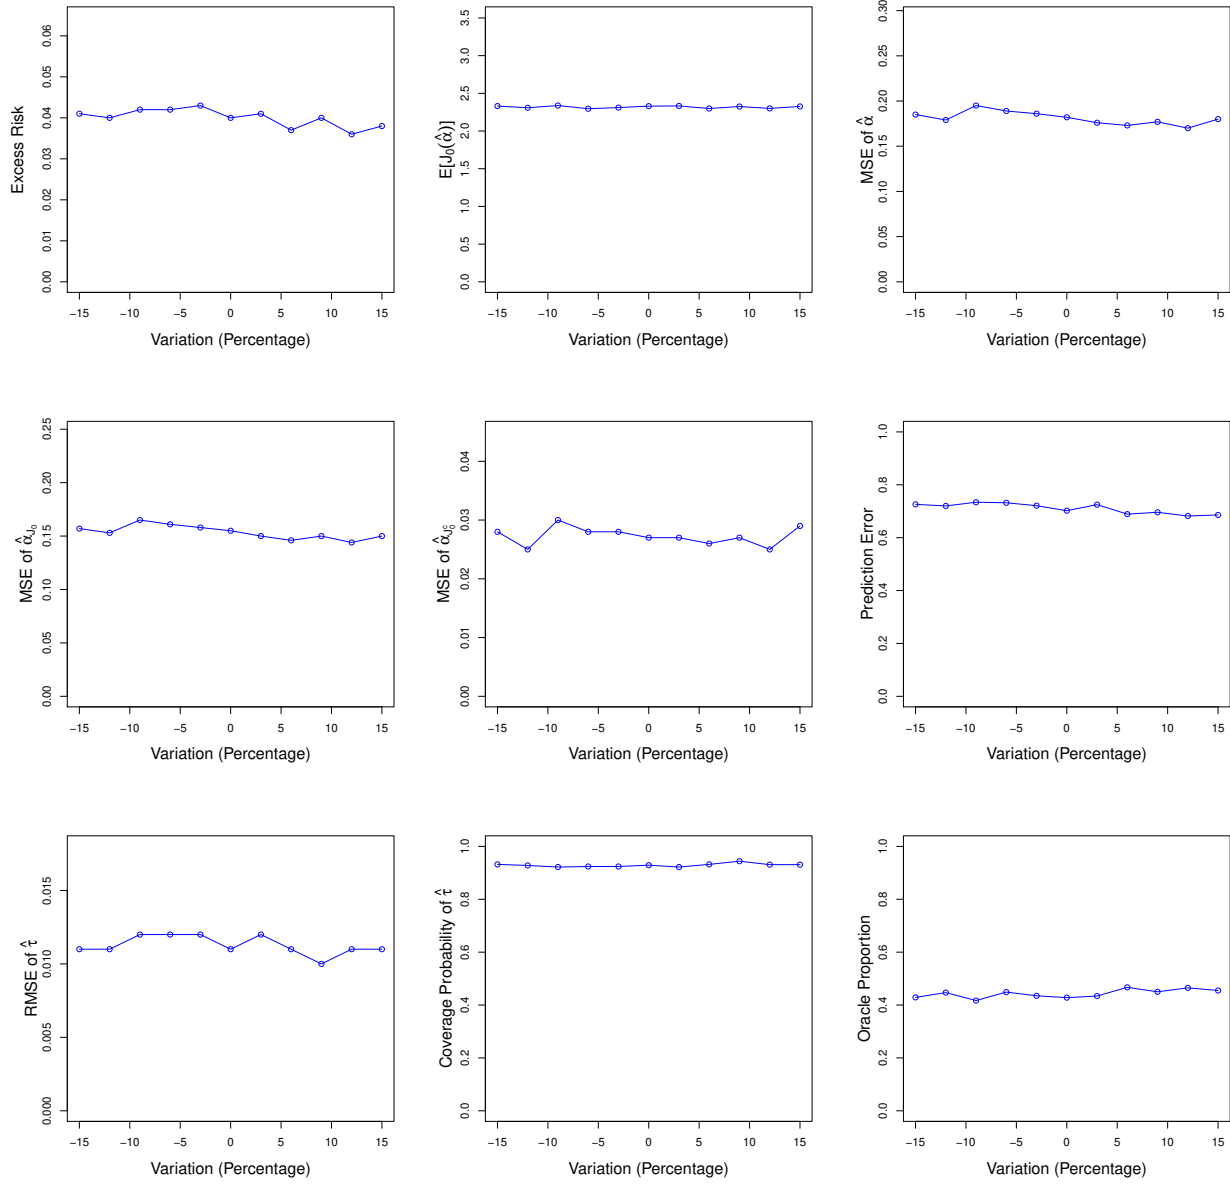 0.00 0.01 0.02 0.03 0.04 0.05 0.06
Excess Risk
−15 −10 −5 0 5 10 15
Variation (Percentage)
0.0 0.5 1.0 1.5 2.0 2.5 3.0 3.5
E[J₀(α̂)]
−15 −10 −5 0 5 10 15
Variation (Percentage)
0.00 0.05 0.10 0.15 0.20 0.25 0.30
MSE of α̂
−15 −10 −5 0 5 10 15
Variation (Percentage)
0.00 0.05 0.10 0.15 0.20 0.25
MSE of α̂_J₀
−15 −10 −5 0 5 10 15
Variation (Percentage)
0.00 0.01 0.02 0.03 0.04
MSE of α̂_J₀ᶜ
−15 −10 −5 0 5 10 15
Variation (Percentage)
0.0 0.2 0.4 0.6 0.8 1.0
Prediction Error
−15 −10 −5 0 5 10 15
Variation (Percentage)
0.000 0.005 0.010 0.015
RMSE of τ̂
−15 −10 −5 0 5 10 15
Variation (Percentage)
0.0 0.2 0.4 0.6 0.8 1.0
Coverage Probability of τ̂
−15 −10 −5 0 5 10 15
Variation (Percentage)
0.0 0.2 0.4 0.6 0.8 1.0
Oracle Proportion
−15 −10 −5 0 5 10 15
Variation (Percentage)